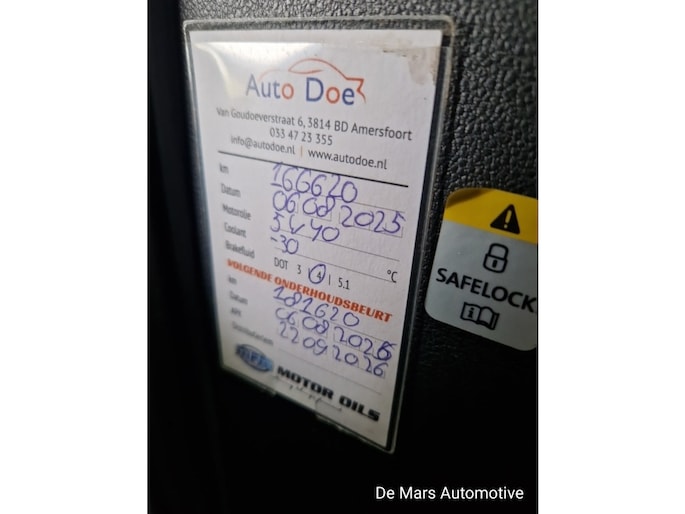 Auto Doe
Van Goudoeverstraat 6, 3814 BD Amersfoort
033 47 23 355
info@autodoe.nl | www.autodoe.nl
km 166620
Datum 06 08 2025
Motorolie 5w40
Coolant -30 °C
Brakefluid DOT 3 | 4 | 5.1
VOLGENDE ONDERHOUDSBEURT
km 181620
Datum 06 08 2026
APK 22 09 2026
Distributieriem
MOTOR OILS
SAFELOCK
De Mars Automotive